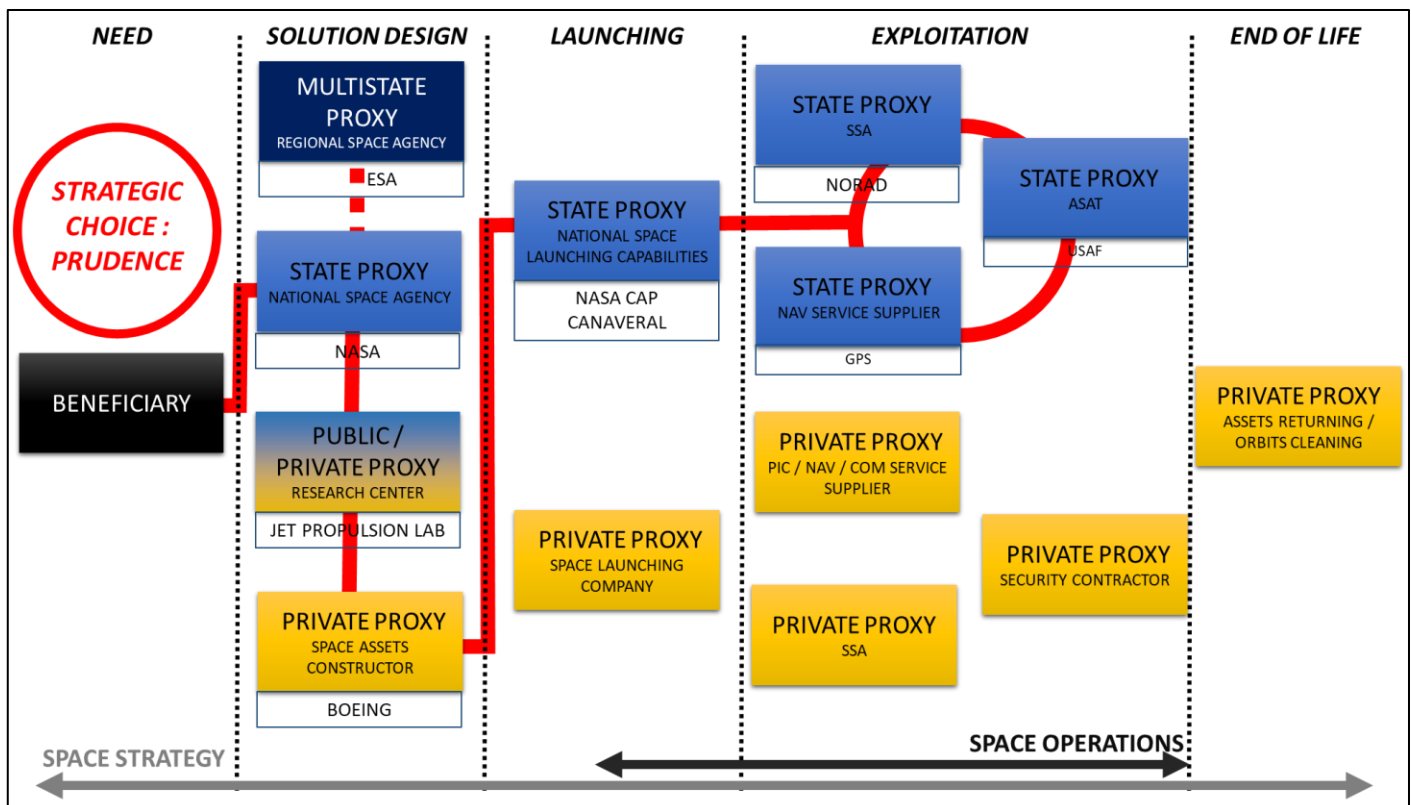 NEED
SOLUTION DESIGN
LAUNCHING
EXPLOITATION
END OF LIFE
STRATEGIC
CHOICE :
PRUDENCE
BENEFICIARY
MULTISTATE
PROXY
REGIONAL SPACE AGENCY
ESA
STATE PROXY
NATIONAL SPACE AGENCY
NASA
PUBLIC /
PRIVATE PROXY
RESEARCH CENTER
JET PROPULSION LAB
PRIVATE PROXY
SPACE ASSETS
CONSTRUCTOR
BOEING
STATE PROXY
NATIONAL SPACE
LAUNCHING CAPABILITIES
NASA CAP
CANAVERAL
PRIVATE PROXY
SPACE LAUNCHING
COMPANY
STATE PROXY
SSA
NORAD
STATE PROXY
ASAT
USAF
STATE PROXY
NAV SERVICE SUPPLIER
GPS
PRIVATE PROXY
PIC / NAV / COM SERVICE
SUPPLIER
PRIVATE PROXY
SECURITY CONTRACTOR
PRIVATE PROXY
SSA
PRIVATE PROXY
ASSETS RETURNING /
ORBITS CLEANING
SPACE OPERATIONS
SPACE STRATEGY